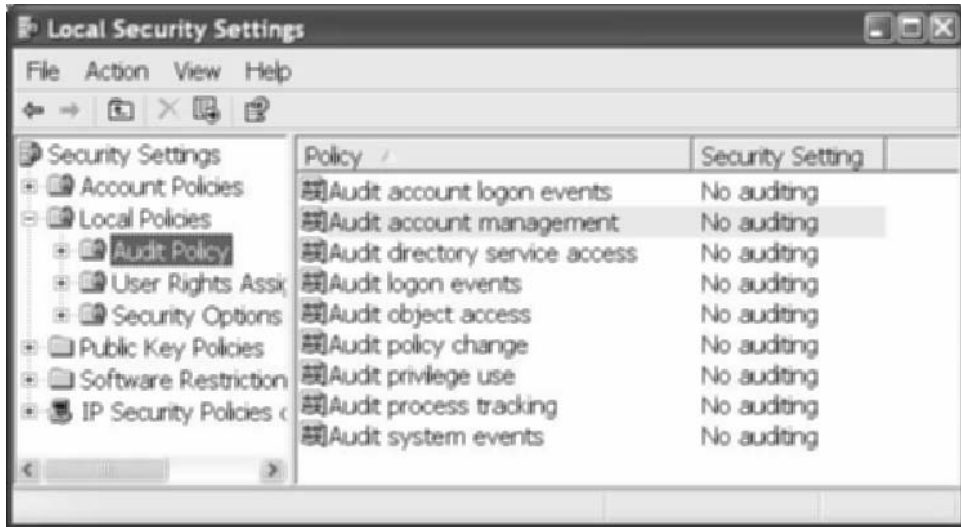 Local Security Settings
File Action View Help
Security Settings
Account Policies
Local Policies
Audit Policy
User Rights Assi
Security Options
Public Key Policies
Software Restriction
IP Security Policies
Policy Security Setting
Audit account logon events No auditing
Audit account management No auditing
Audit directory service access No auditing
Audit logon events No auditing
Audit object access No auditing
Audit policy change No auditing
Audit privilege use No auditing
Audit process tracking No auditing
Audit system events No auditing